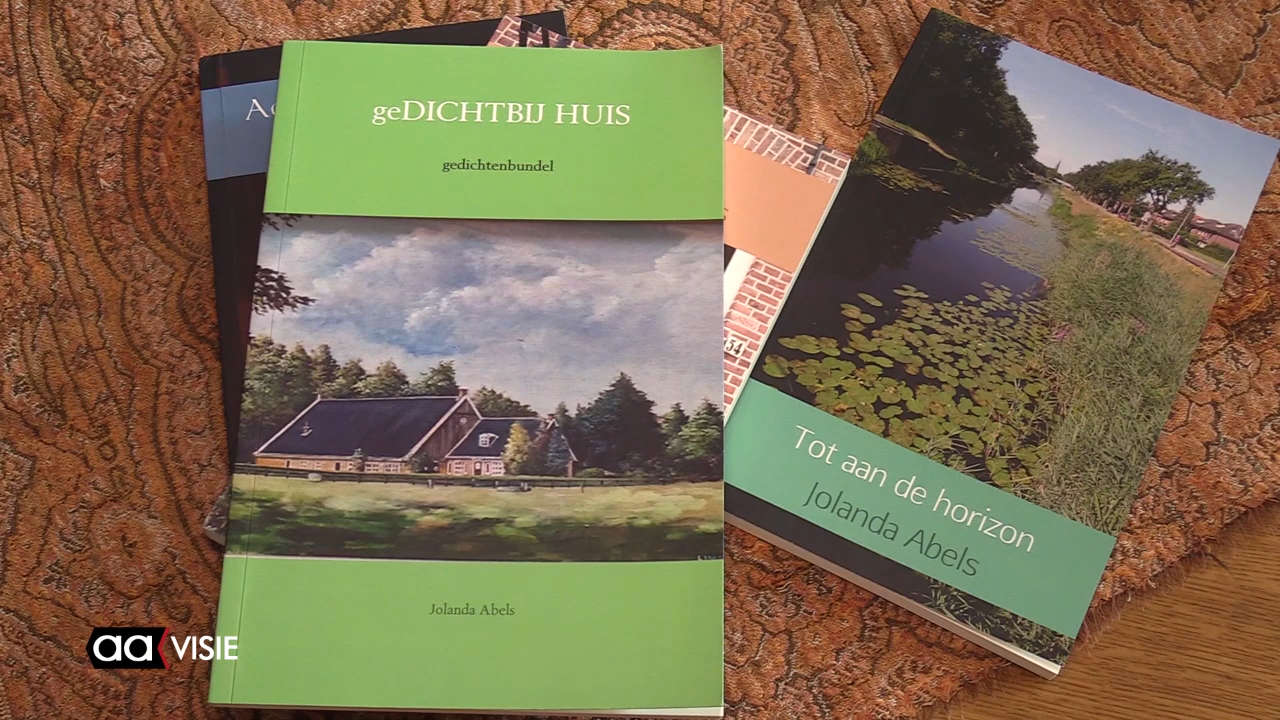 geDICHTBIJ HUIS
gedichtenbundel
Jolanda Abels
54
Tot aan de horizon
Jolanda Abels
aa VISIE